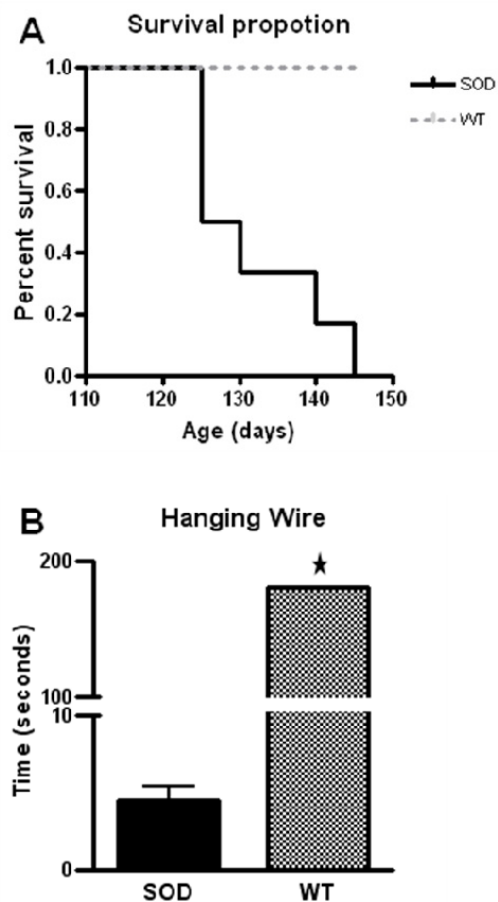 A
Survival propotion
1.0
0.8
0.6
0.4
0.2
0.0
Percent survival
110 120 130 140 150
Age (days)
SOD
WT
B
Hanging Wire
200
100
10
0
Time (seconds)
SOD WT